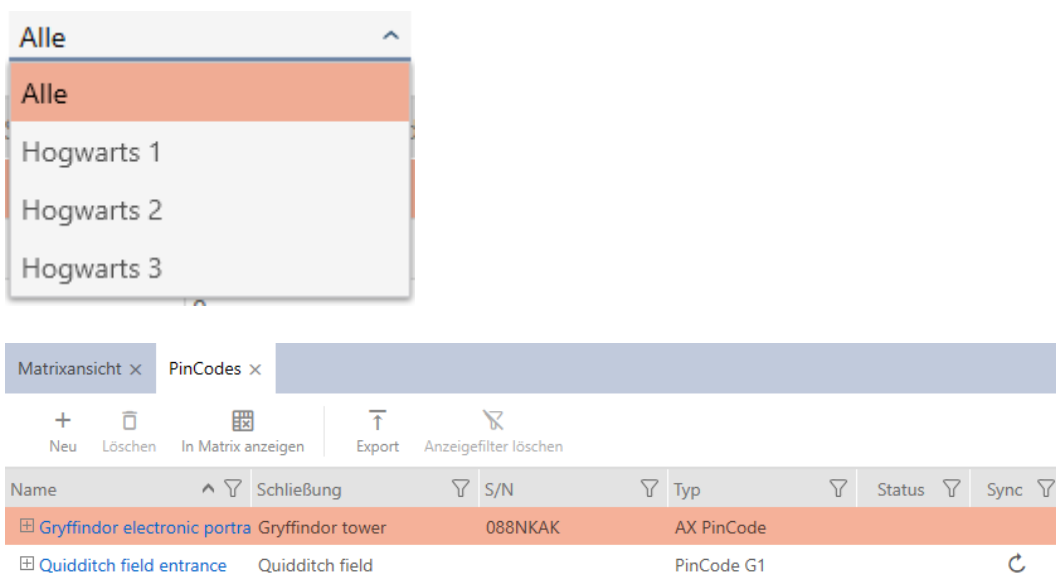 Alle
Alle
Hogwarts 1
Hogwarts 2
Hogwarts 3
Matrixansicht × PinCodes ×
Neu Löschen In Matrix anzeigen Export Anzeigefilter löschen
Name Schließung S/N Typ Status Sync
Gryffindor electronic portra Gryffindor tower 088NKAK AX PinCode
Quidditch field entrance Quidditch field PinCode G1